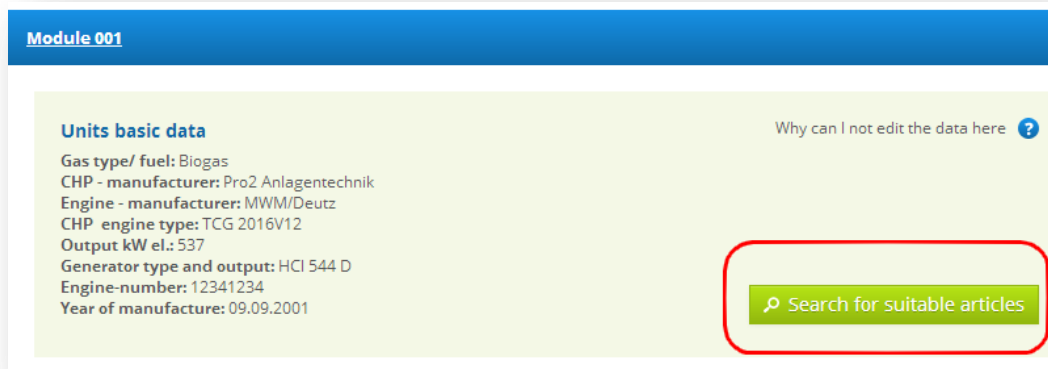 Module 001
Units basic data
Why can I not edit the data here ?
Gas type/ fuel: Biogas
CHP - manufacturer: Pro2 Anlagentechnik
Engine - manufacturer: MWM/Deutz
CHP engine type: TCG 2016V12
Output kW el.: 537
Generator type and output: HCI 544 D
Engine-number: 12341234
Year of manufacture: 09.09.2001
Search for suitable articles